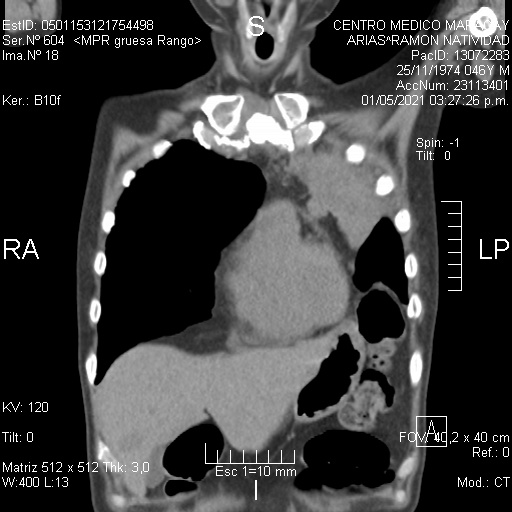 EstID: 0501153121754498
Ser.Nº 604 <MPR gruesa Rango>
Ima.Nº 18
Ker.: B10f
S
CENTRO MEDICO MARACAY
ARIAS^RAMON NATIVIDAD
PacID: 13072283
25/11/1974 046Y M
AccNum: 23113401
01/05/2021 03:27:26 p.m.
Spin: -1
Tilt: 0
RA
LP
KV: 120
Tilt: 0
Matriz 512 x 512 Thk: 3,0
W:400 L:13
Esc 1=10 mm
I
A
FOV: 40,2 x 40 cm
Ref.: 0
Mod.: CT